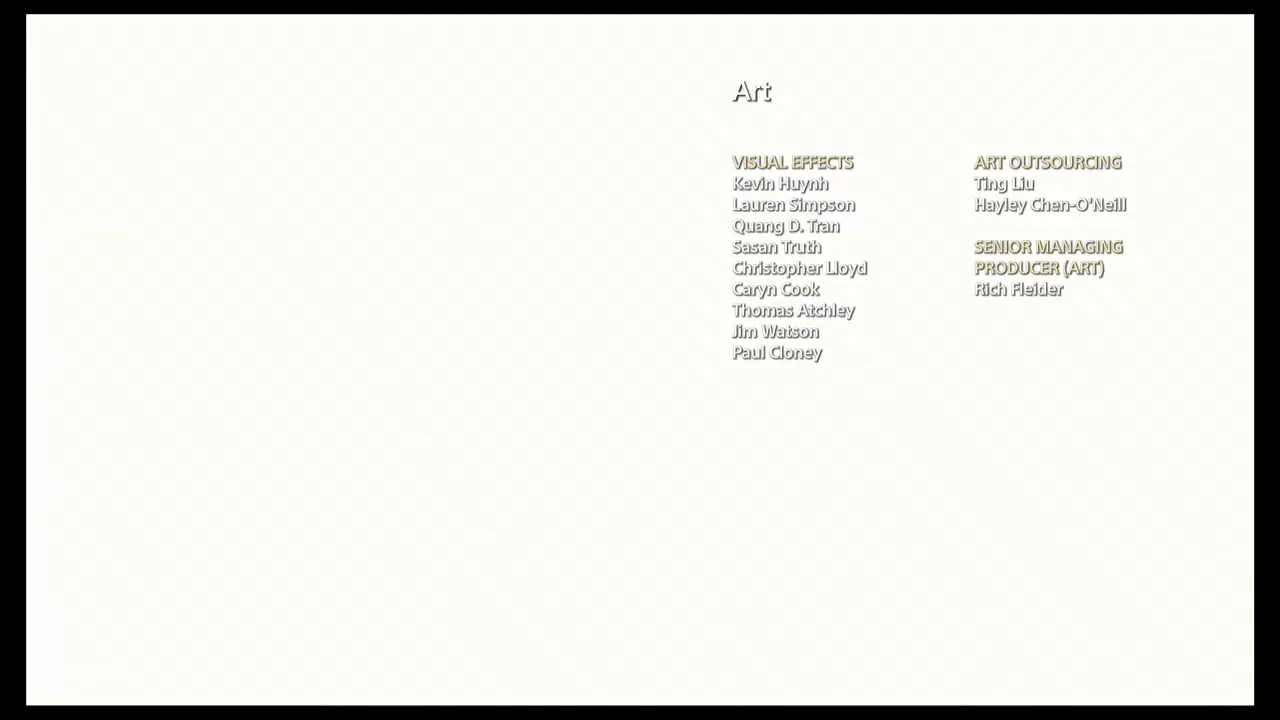 Art
VISUAL EFFECTS
Kevin Huynh
Lauren Simpson
Quang D. Tran
Sasan Truth
Christopher Lloyd
Caryn Cook
Thomas Atchley
Jim Watson
Paul Cloney
ART OUTSOURCING
Ting Liu
Hayley Chen-O'Neill
SENIOR MANAGING
PRODUCER (ART)
Rich Fleider